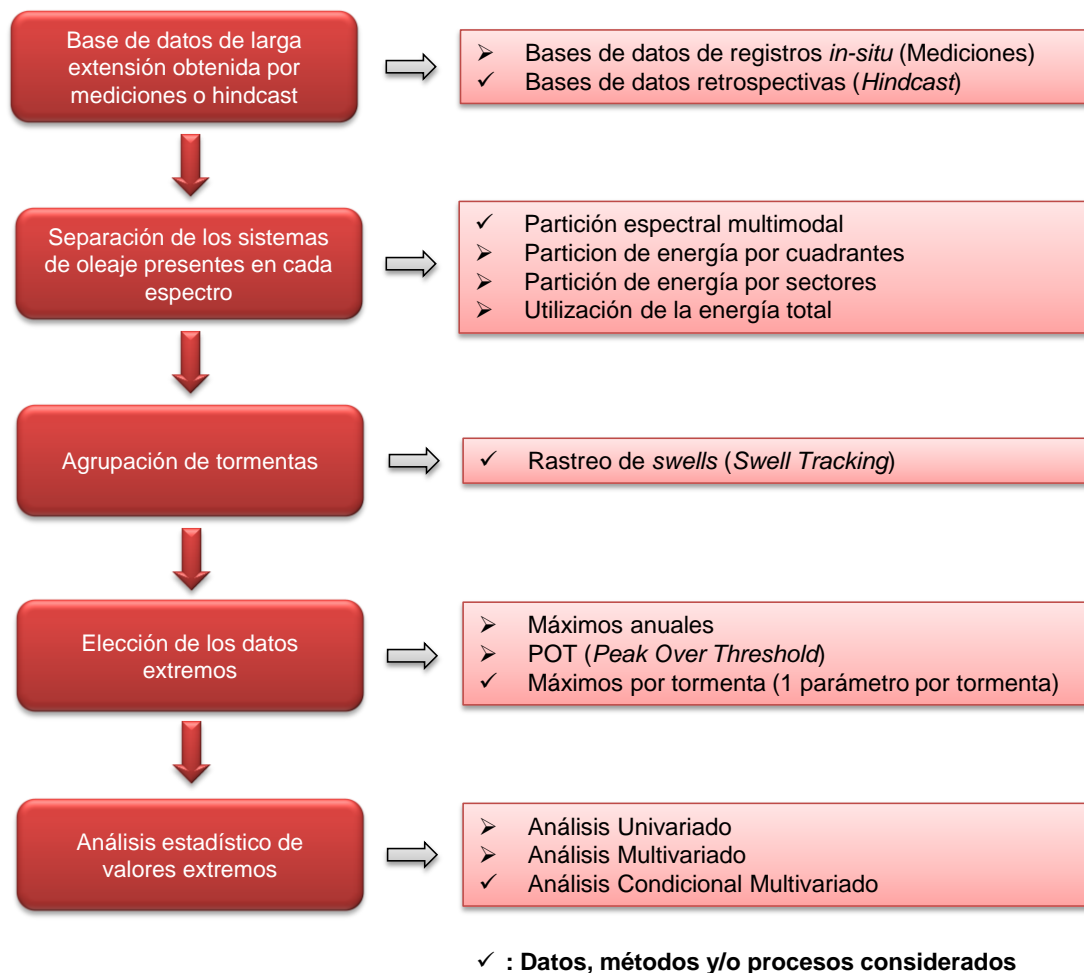 Base de datos de larga
extensión obtenida por
mediciones o hindcast
➢ Bases de datos de registros in-situ (Mediciones)
✓ Bases de datos retrospectivas (Hindcast)
Separación de los sistemas
de oleaje presentes en cada
espectro
✓ Partición espectral multimodal
➢ Particion de energía por cuadrantes
➢ Partición de energía por sectores
➢ Utilización de la energía total
Agrupación de tormentas
✓ Rastreo de swells (Swell Tracking)
Elección de los datos
extremos
➢ Máximos anuales
➢ POT (Peak Over Threshold)
✓ Máximos por tormenta (1 parámetro por tormenta)
Análisis estadístico de
valores extremos
➢ Análisis Univariado
➢ Análisis Multivariado
✓ Análisis Condicional Multivariado
✓ : Datos, métodos y/o procesos considerados